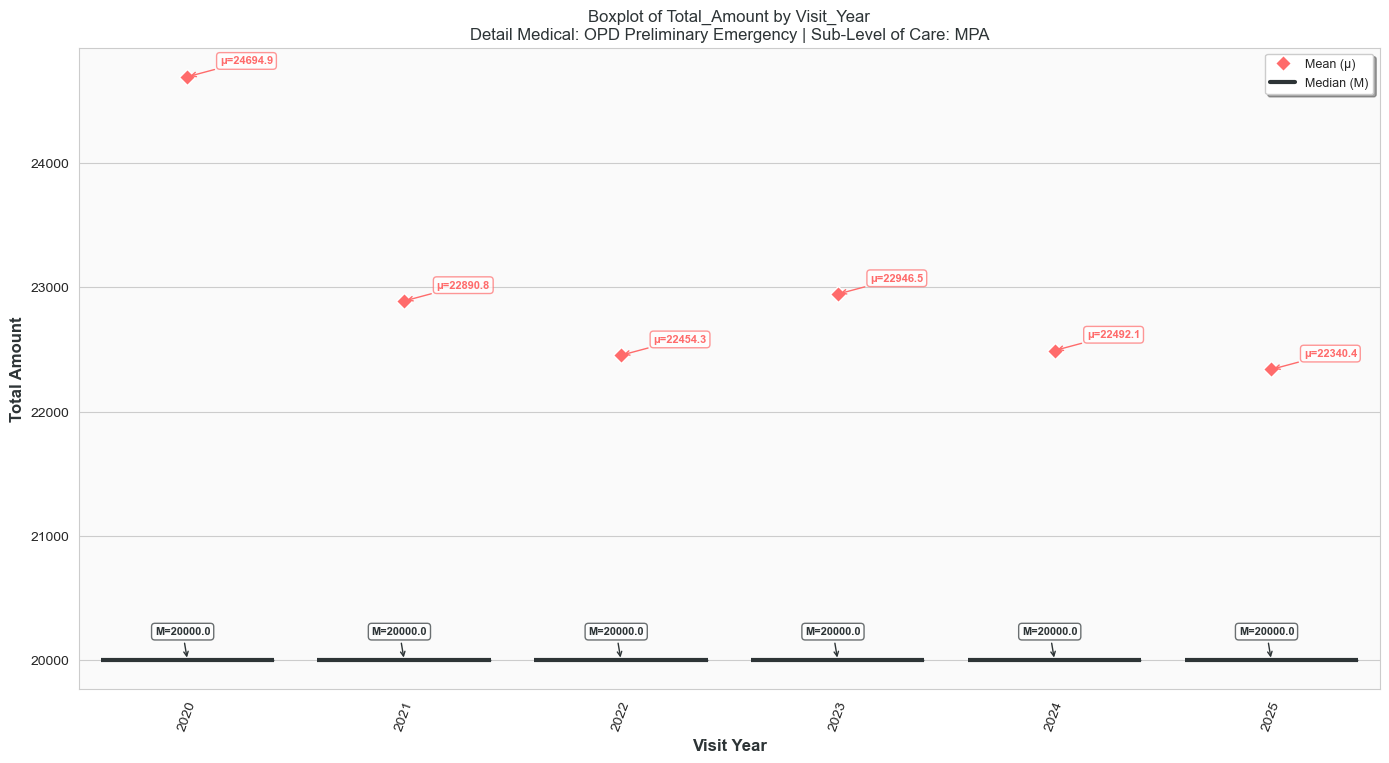 Boxplot of Total_Amount by Visit_Year
Detail Medical: OPD Preliminary Emergency | Sub-Level of Care: MPA
Mean (μ)
Median (M)
Total Amount
24000
23000
22000
21000
20000
μ=24694.9
μ=22890.8
μ=22454.3
μ=22946.5
μ=22492.1
μ=22340.4
M=20000.0
M=20000.0
M=20000.0
M=20000.0
M=20000.0
M=20000.0
2020
2021
2022
2023
2024
2025
Visit Year